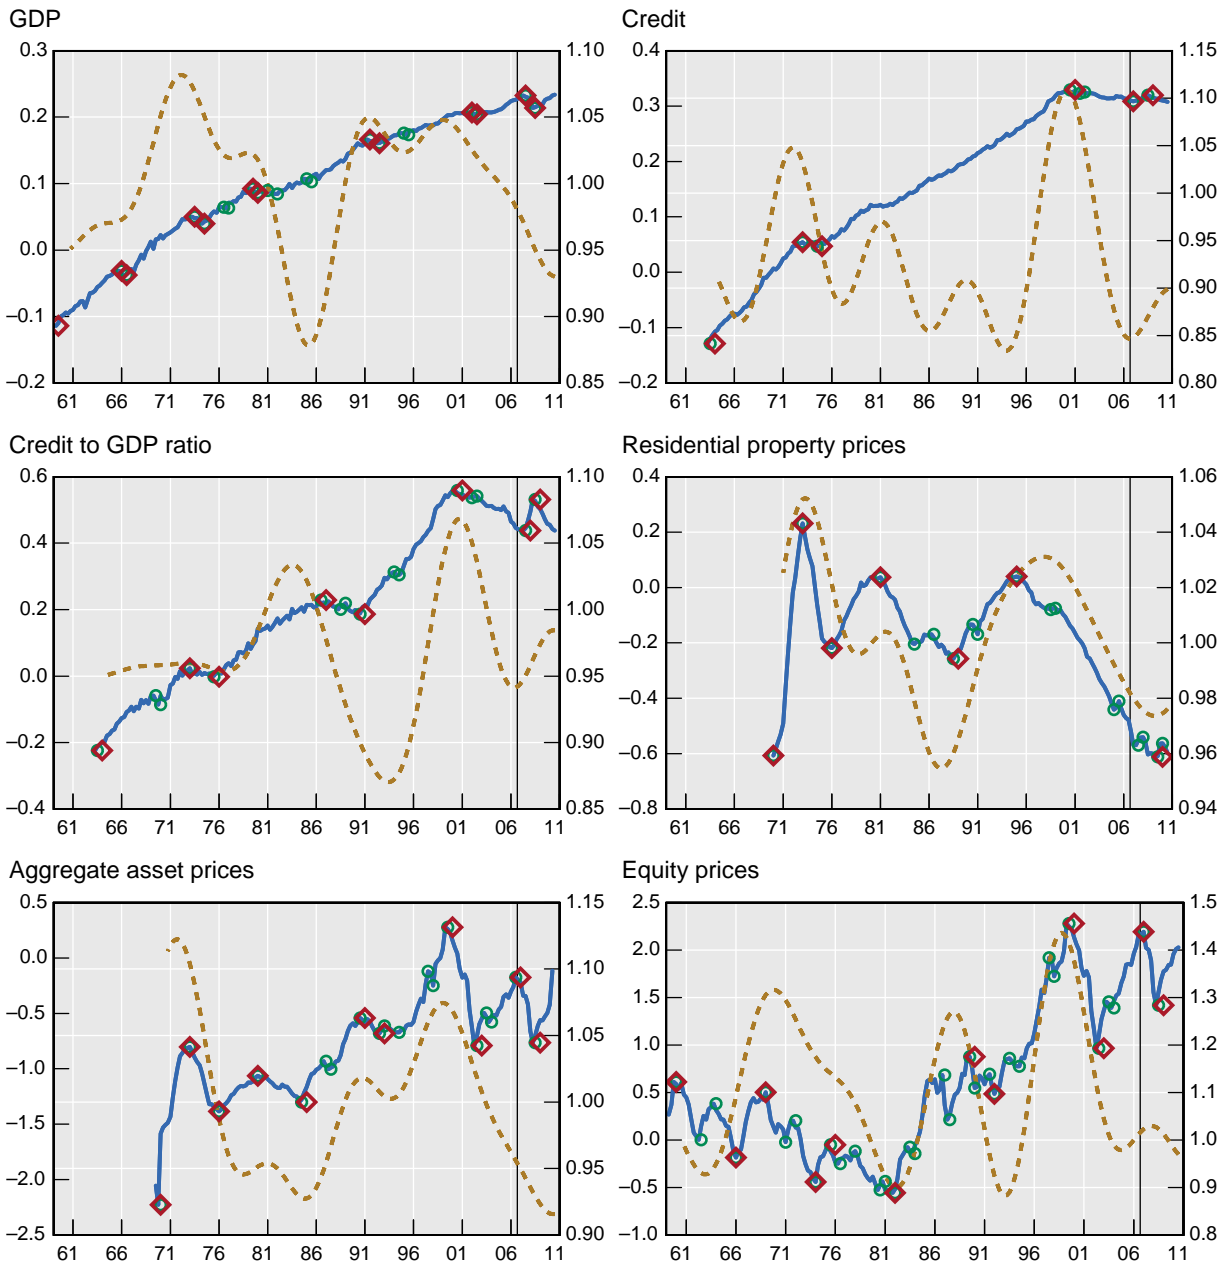 GDP
Credit
0.3 1.10 0.4 1.15
0.2 1.05 0.3 1.10
0.1 1.00 0.2 1.05
0.0 0.95 0.1 1.00
–0.1 0.90 0.0 0.95
–0.2 0.85 –0.1 0.90
–0.2 0.85
0.80
61 66 71 76 81 86 91 96 01 06 11 61 66 71 76 81 86 91 96 01 06 11
Credit to GDP ratio
Residential property prices
0.6 1.10 0.4 1.06
0.4 1.05 0.2 1.04
0.2 1.00 0.0 1.02
0.0 0.95 –0.2 1.00
–0.2 0.90 –0.4 0.98
–0.4 0.85 –0.6 0.96
–0.8 0.94
61 66 71 76 81 86 91 96 01 06 11 61 66 71 76 81 86 91 96 01 06 11
Aggregate asset prices
Equity prices
0.5 1.15 2.5 1.5
0.0 1.10 2.0 1.4
–0.5 1.05 1.5 1.3
–1.0 1.00 1.0 1.2
–1.5 0.95 0.5 1.1
–2.0 0.90 0.0 1.0
–2.5 –0.5 0.9
–1.0 0.8
61 66 71 76 81 86 91 96 01 06 11 61 66 71 76 81 86 91 96 01 06 11